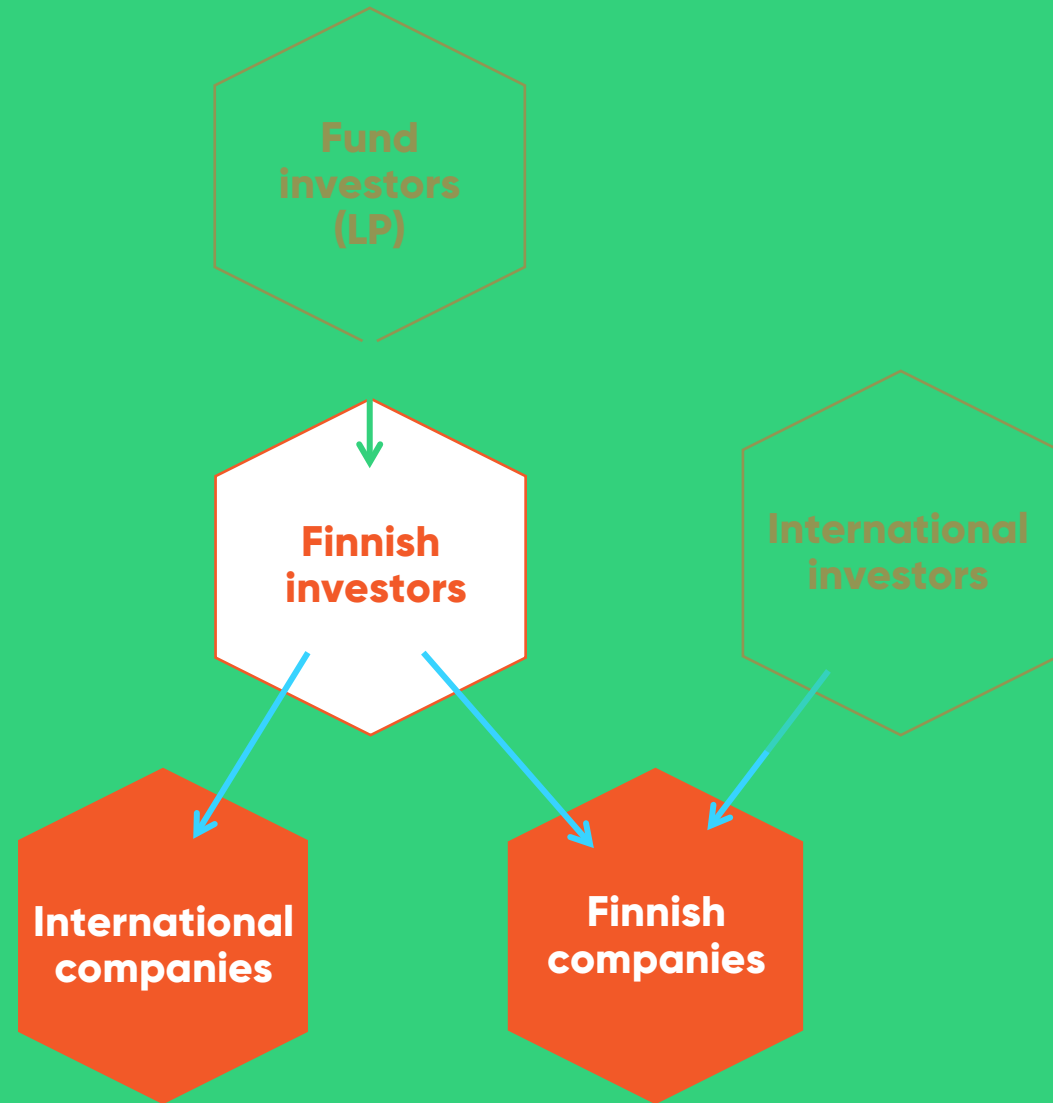 Fund
investors
(LP)
Finnish
investors
International
investors
International
companies
Finnish
companies